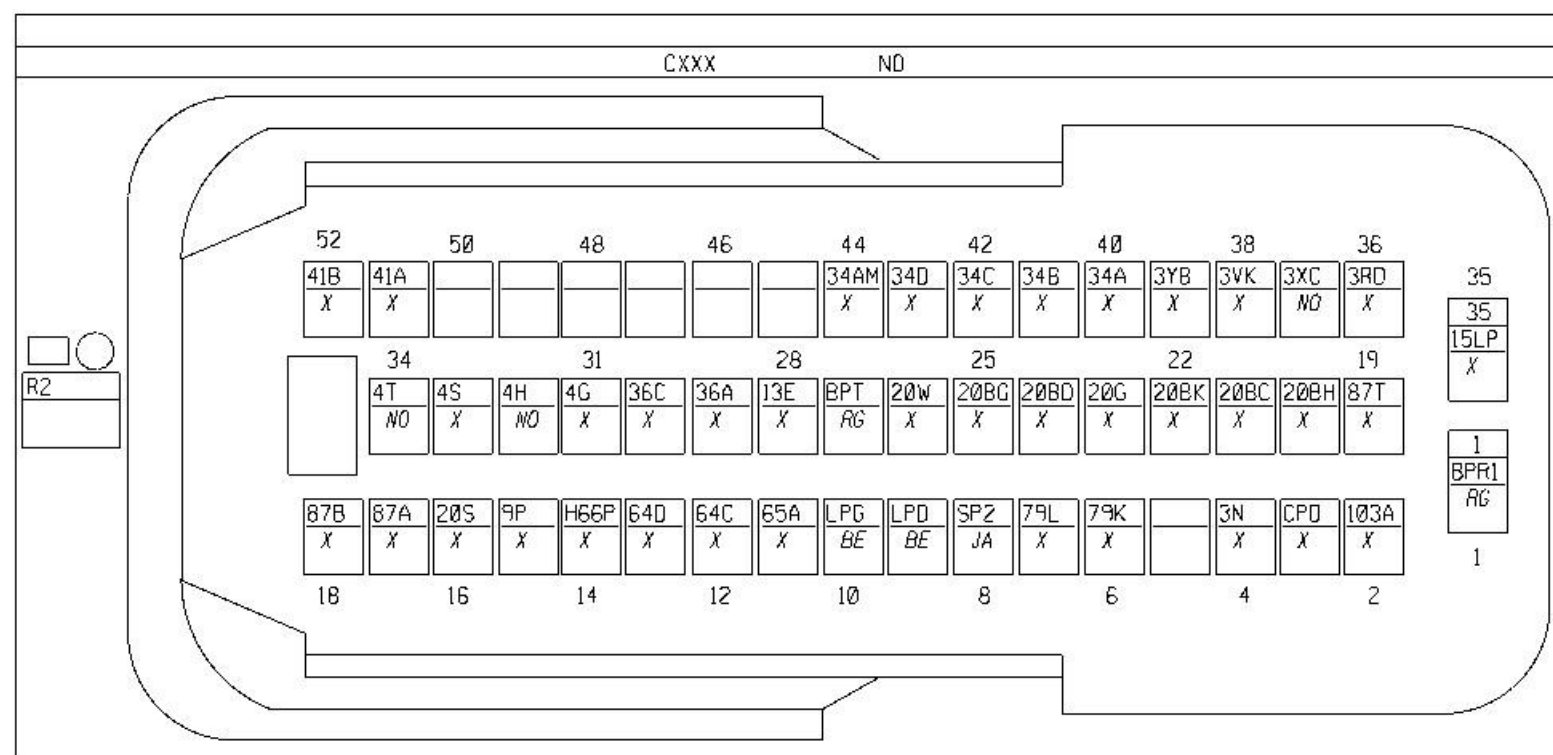 CXXX NO
52 50 48 46 44 42 40 38 36
41B 41A 34AM 34D 34C 34B 34A 3YB 3VK 3XC 3RD
X X X X X X X X X NO X
35
35
15LP
X
34 31 28 25 22 19
R2
4T 4S 4H 4G 36C 36A 13E BPT 20W 20BG 20BD 20G 20BK 20BC 20BH 87T
NO X NO X X X X RG X X X X X X X X
1
BPR1
RG
1
87B 87A 20S 9P H66P 64D 64C 65A LPG LPD SP2 79L 79K 3N CPD 103A
X X X X X X X X BE BE JA X X X X X
18 16 14 12 10 8 6 4 2